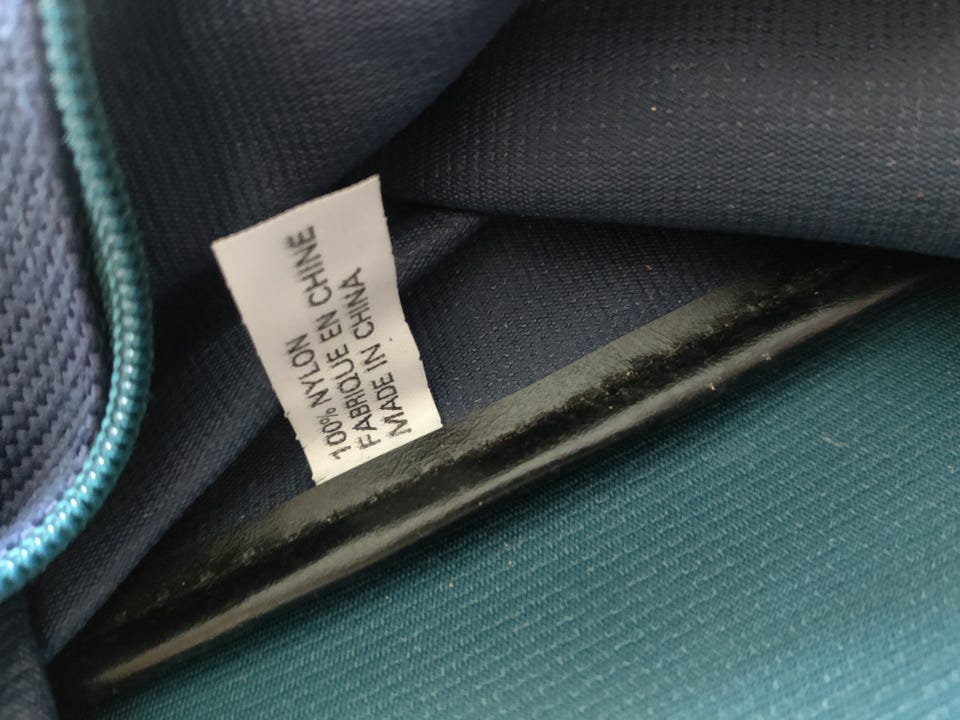 100% NYLON
FABRIQUE EN CHINE
MADE IN CHINA